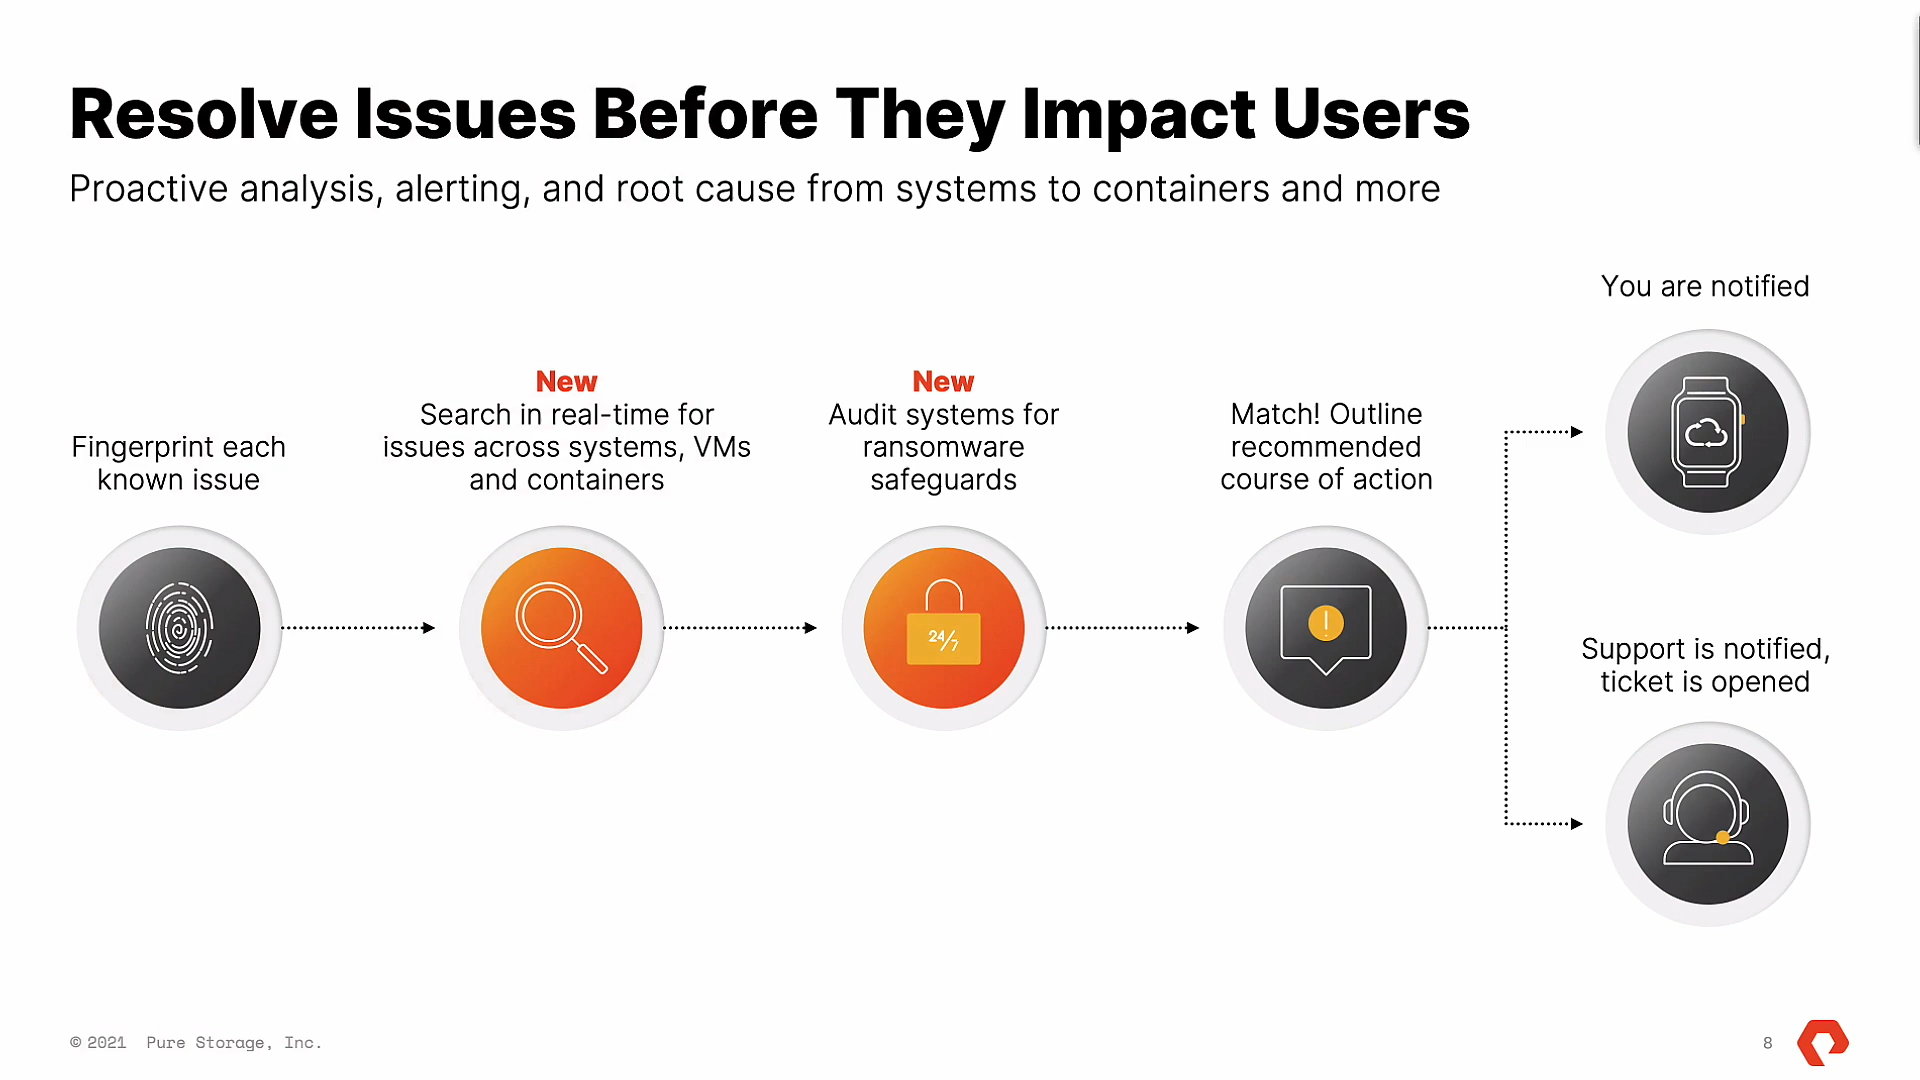 Resolve Issues Before They Impact Users
Proactive analysis, alerting, and root cause from systems to containers and more
Fingerprint each
known issue
New
Search in real-time for
issues across systems, VMs
and containers
New
Audit systems for
ransomware
safeguards
24/7
Match! Outline
recommended
course of action
!
You are notified
Support is notified,
ticket is opened
© 2021 Pure Storage, Inc.
8